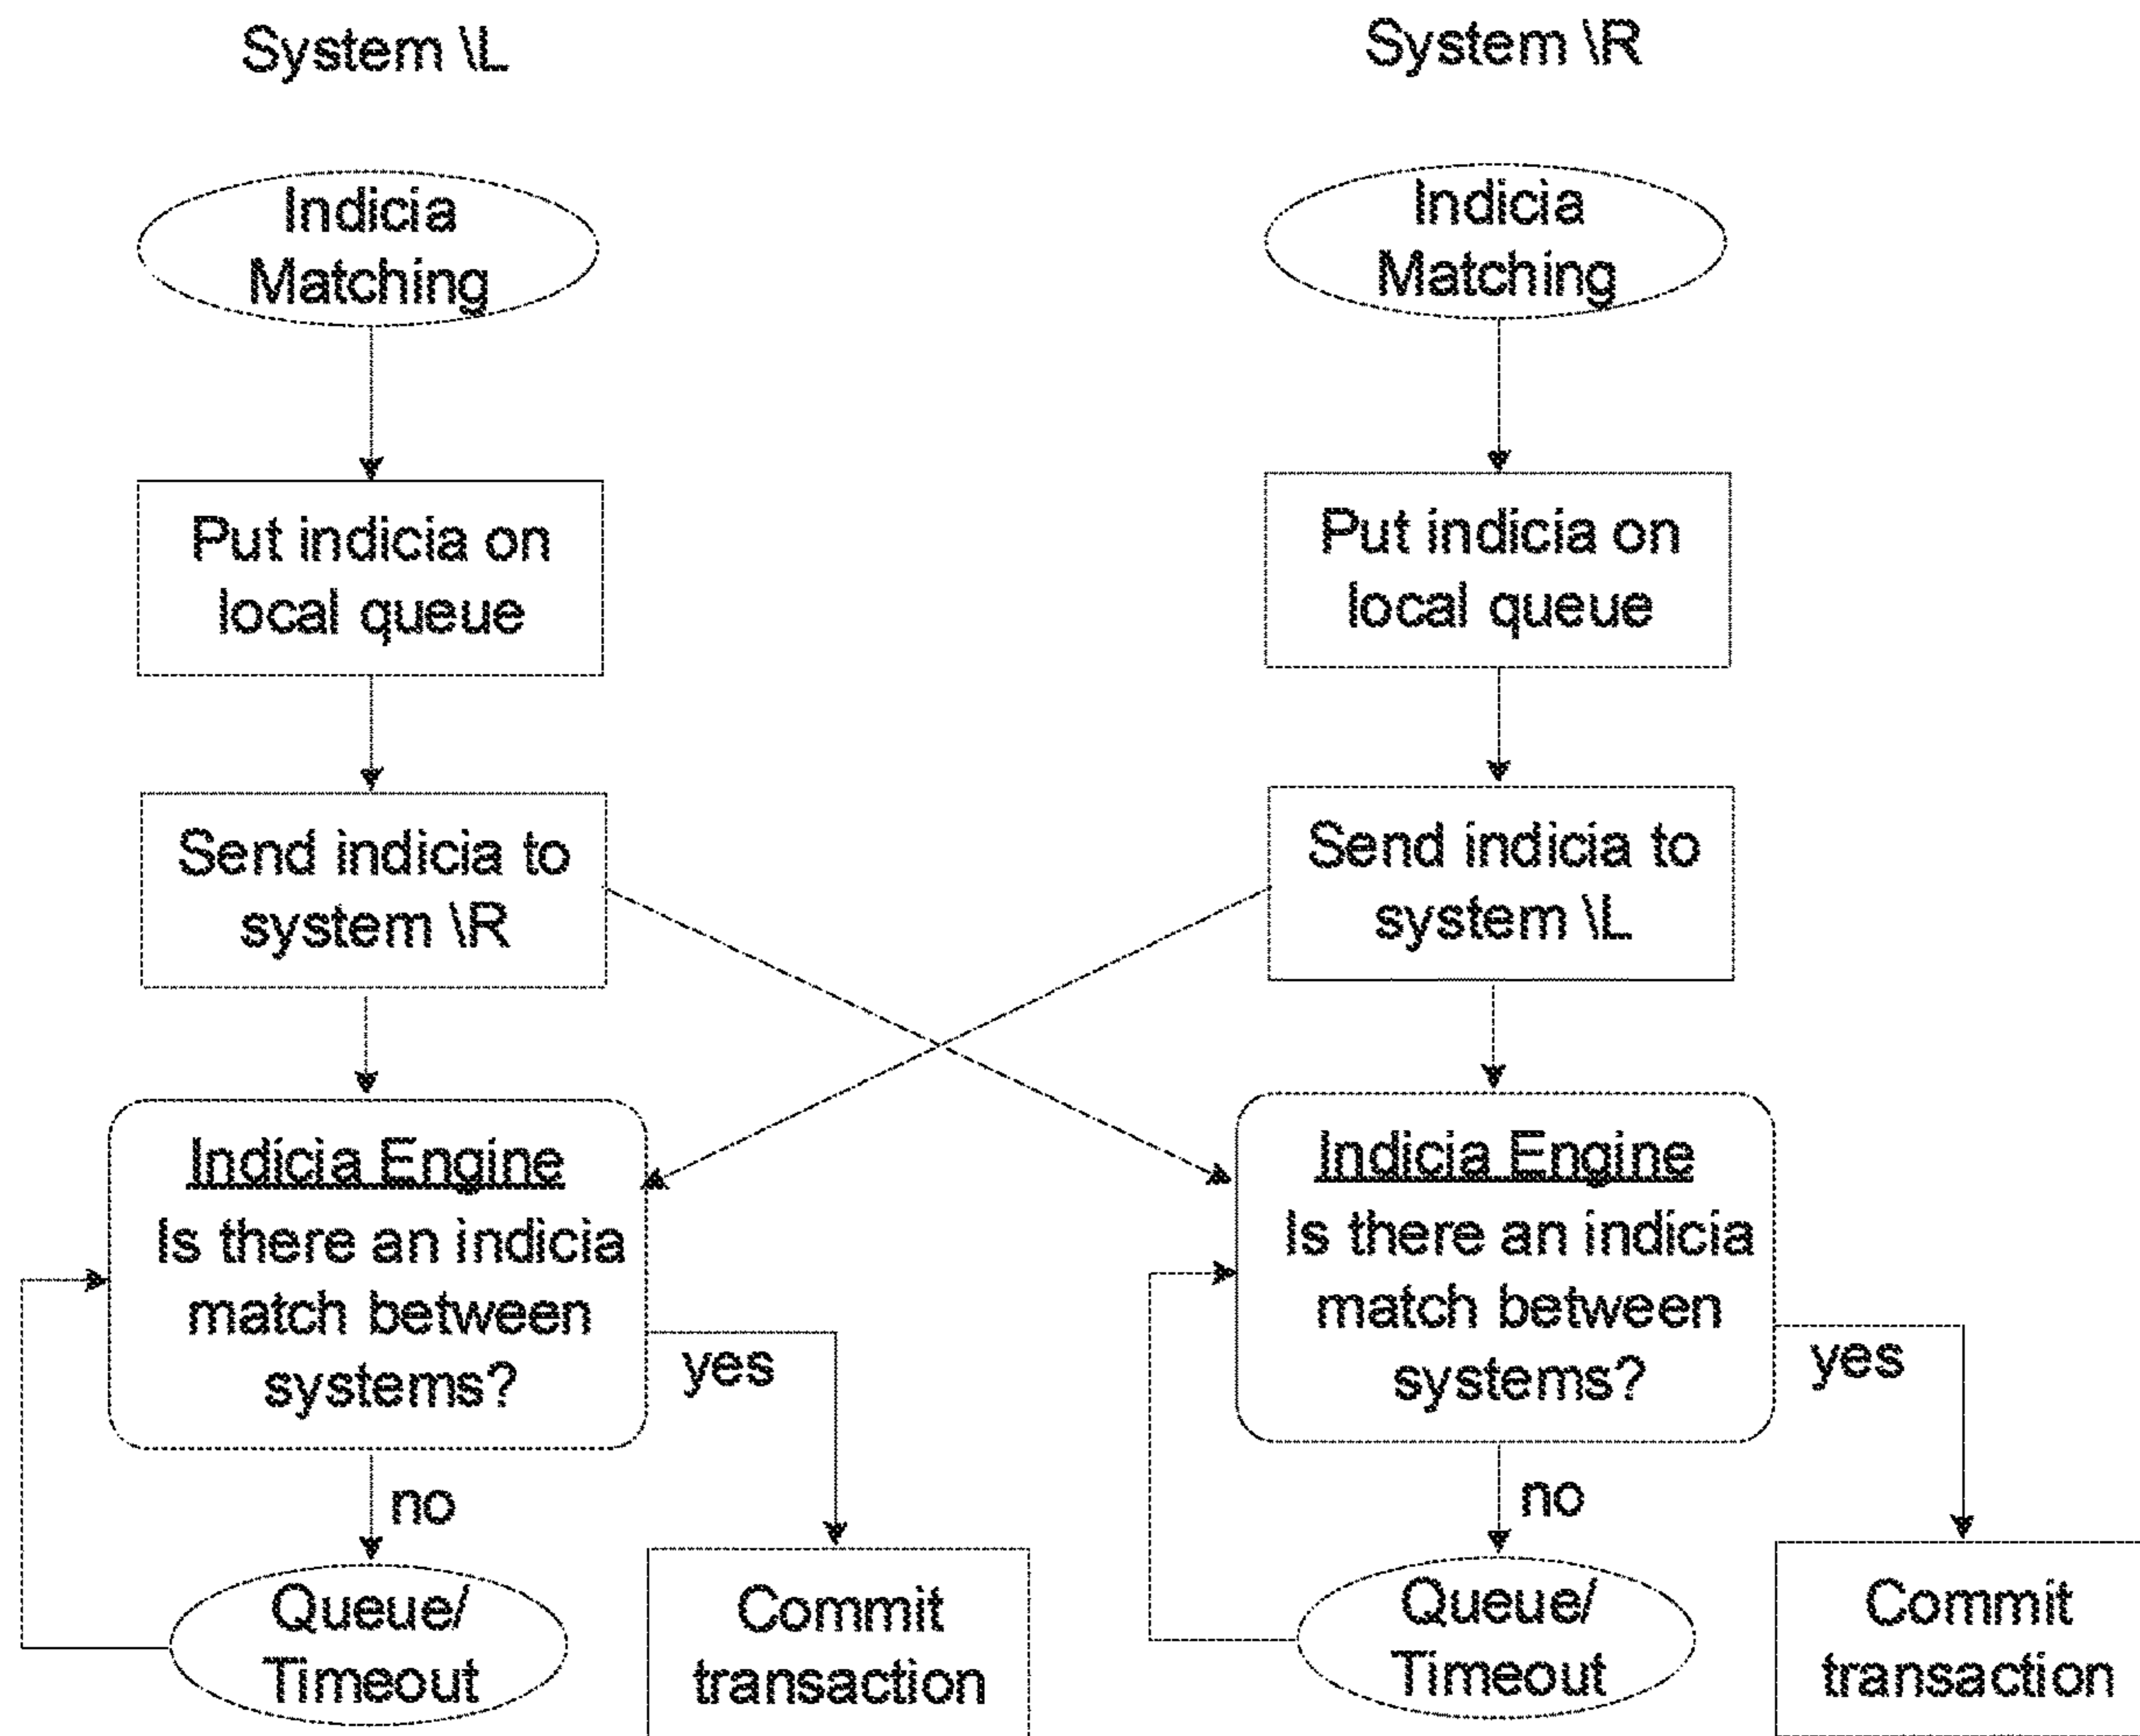 System \L
Indicia
Matching
Put indicia on
local queue
Send indicia to
system \R
Indicia Engine
Is there an indicia
match between
systems?
yes
no
Queue/
Timeout
Commit
transaction
System \R
Indicia
Matching
Put indicia on
local queue
Send indicia to
system \L
Indicia Engine
Is there an indicia
match between
systems?
yes
no
Queue/
Timeout
Commit
transaction